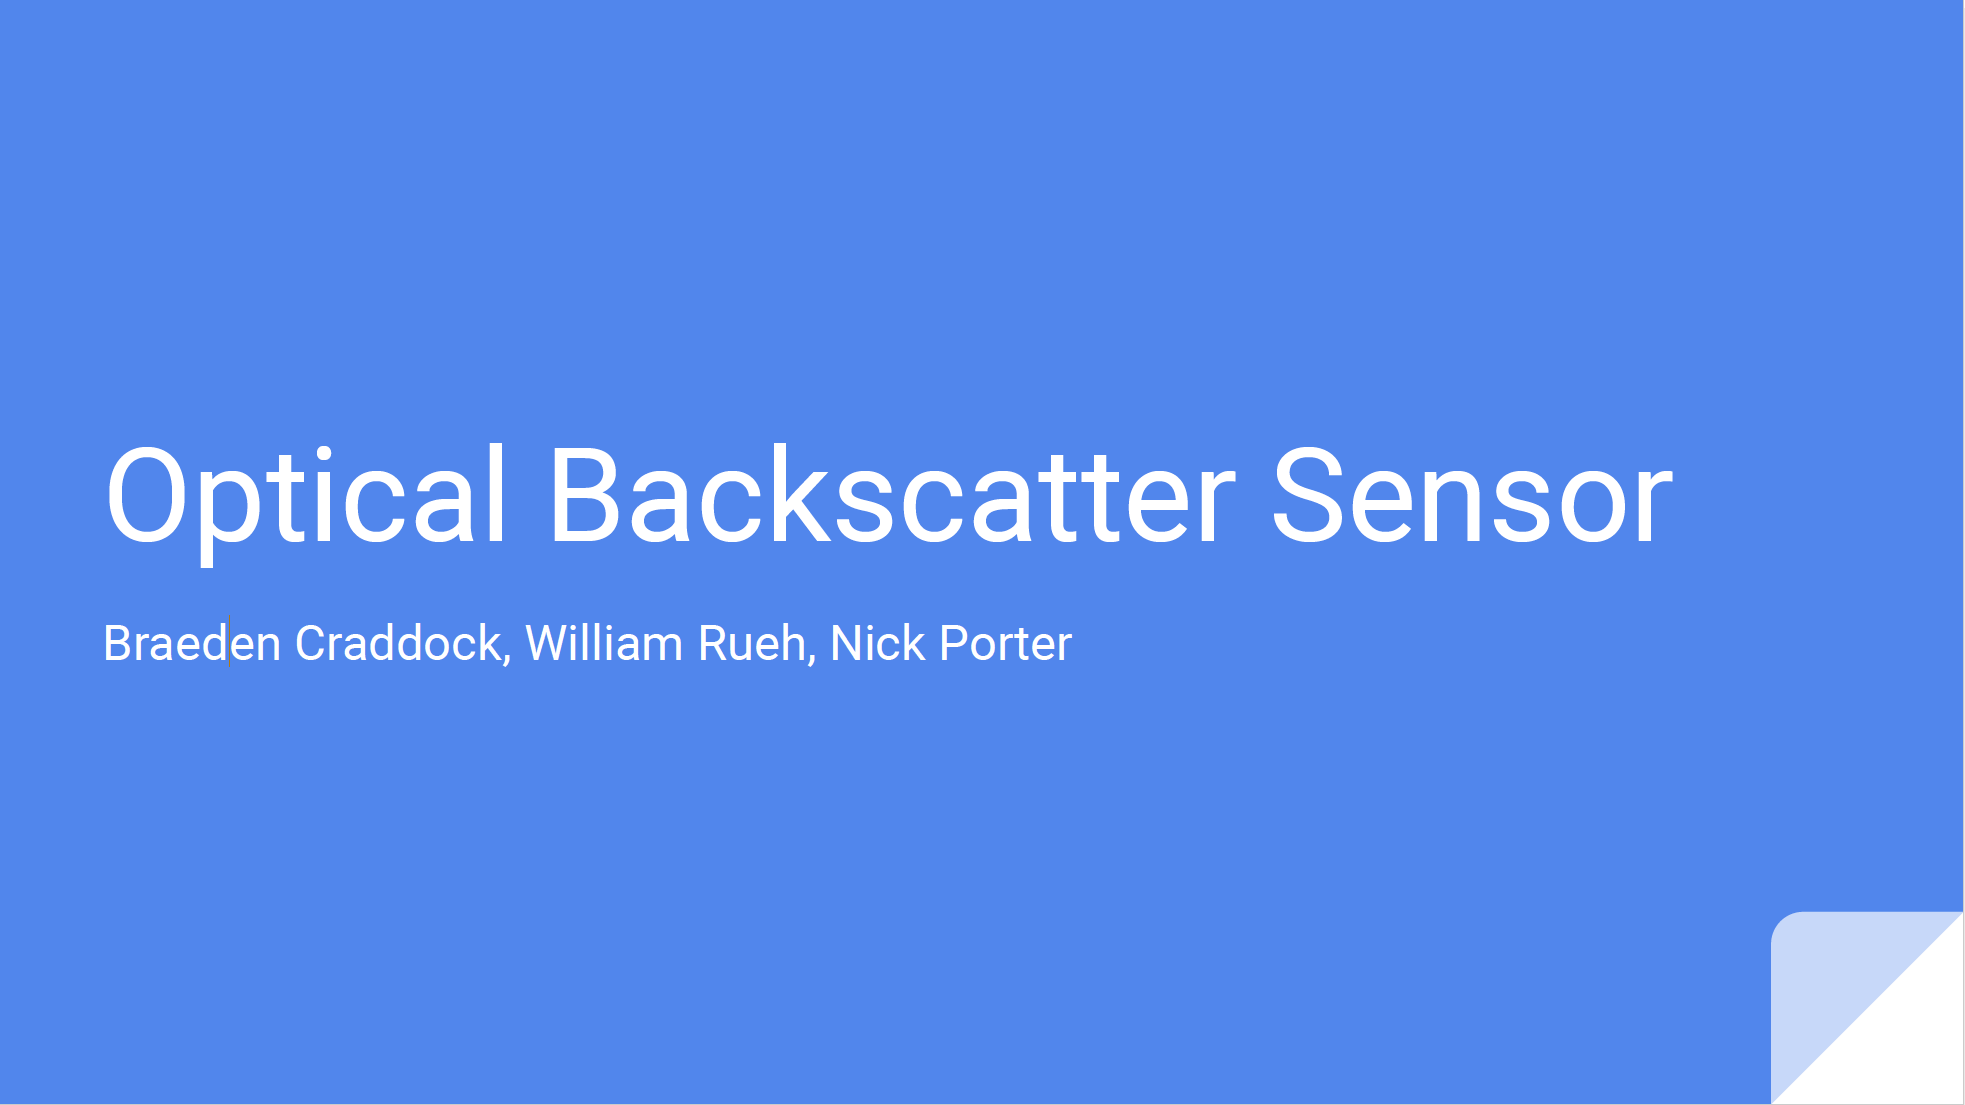 Optical Backscatter Sensor
Braeden Craddock, William Rueh, Nick Porter